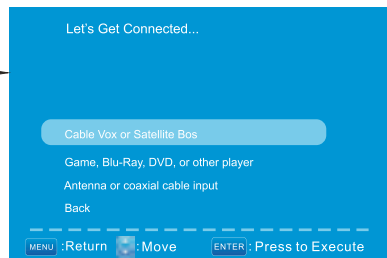 Let's Get Connected...
Cable Vox or Satellite Bos
Game, Blu-Ray, DVD, or other player
Antenna or coaxial cable input
Back
MENU :Return :Move ENTER : Press to Execute